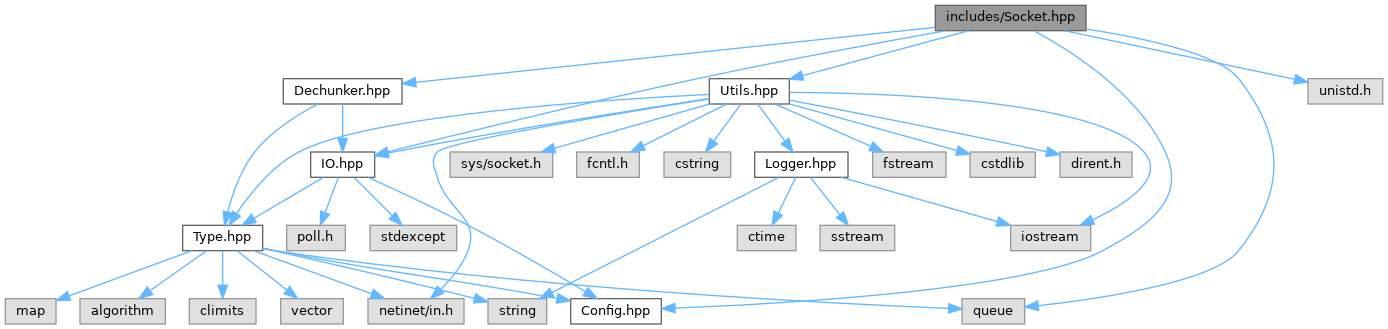 includes/Socket.hpp
Dechunker.hpp
Utils.hpp
unistd.h
IO.hpp
sys/socket.h
fcntl.h
cstring
Logger.hpp
fstream
cstdlib
dirent.h
Type.hpp
poll.h
stdexcept
ctime
sstream
iostream
map
algorithm
climits
vector
netinet/in.h
string
Config.hpp
queue